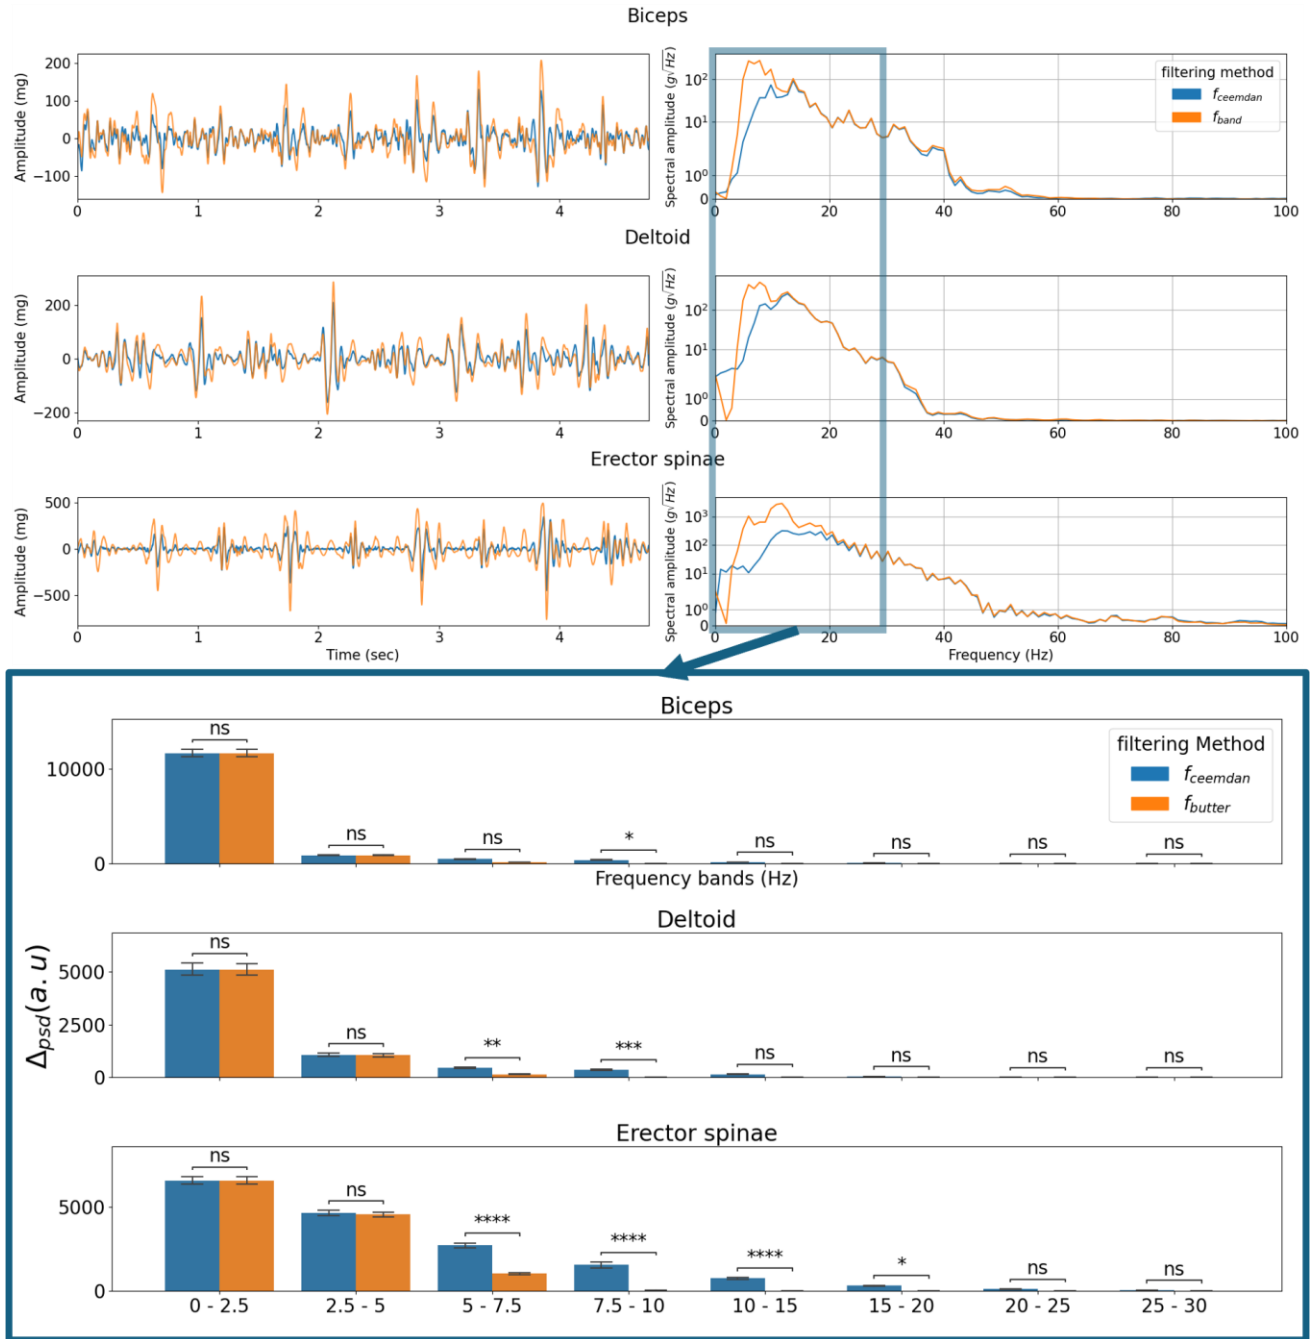 Biceps
Amplitude (mg)
200
100
0
−100
0 1 2 3 4
Spectral amplitude (g√Hz)
10²
10¹
10⁰
0
0 20 40 60 80 100
filtering method
f_ceemdan
f_band
Deltoid
Amplitude (mg)
200
0
−200
0 1 2 3 4
Spectral amplitude (g√Hz)
10²
10¹
10⁰
0
0 20 40 60 80 100
Erector spinae
Amplitude (mg)
500
0
−500
0 1 2 3 4
Time (sec)
Spectral amplitude (g√Hz)
10³
10²
10¹
10⁰
0
0 20 40 60 80 100
Frequency (Hz)
Biceps
10000
0
ns ns ns * ns ns ns ns
filtering Method
f_ceemdan
f_butter
Frequency bands (Hz)
Deltoid
Δ_psd(a.u)
5000
2500
0
ns ns ** *** ns ns ns ns
Erector spinae
5000
0
ns ns **** **** **** * ns ns
0 - 2.5 2.5 - 5 5 - 7.5 7.5 - 10 10 - 15 15 - 20 20 - 25 25 - 30